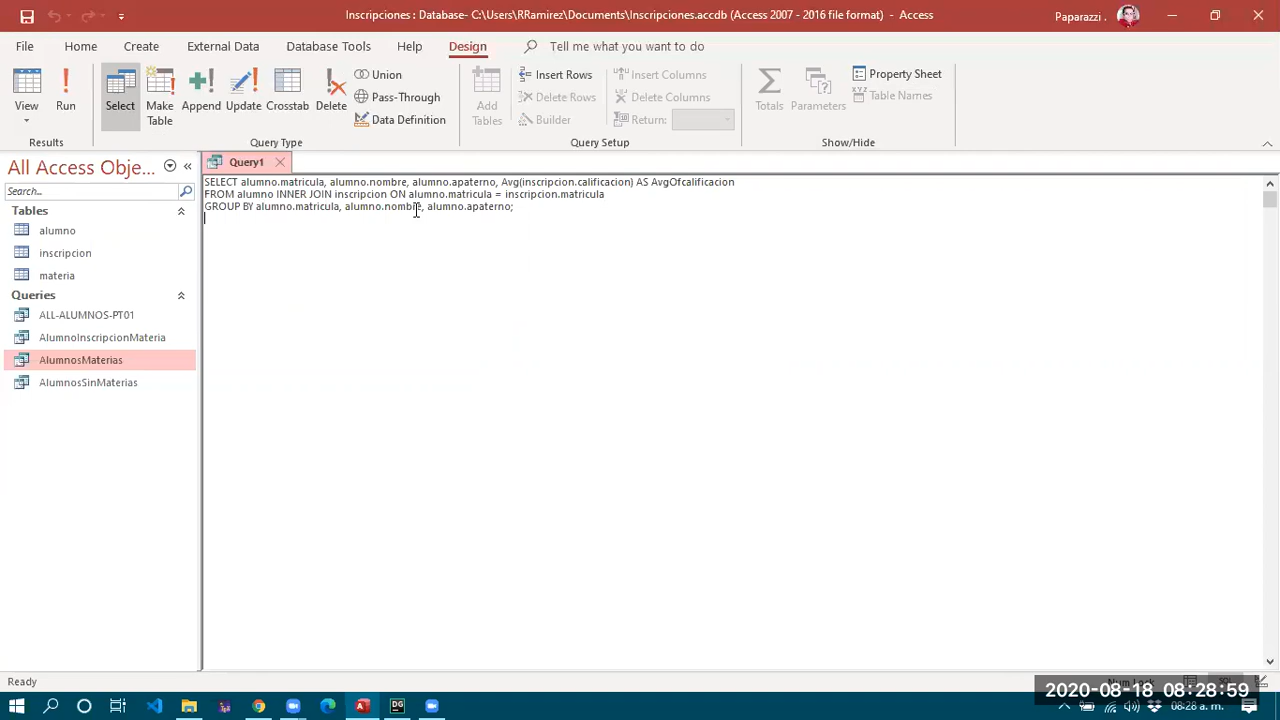 Inscripciones : Database- C:\Users\RRamirez\Documents\Inscripciones.accdb (Access 2007 - 2016 file format) - Access
Paparazzi .
File Home Create External Data Database Tools Help Design Tell me what you want to do
View
Run
Select
Make Table
Append
Update
Crosstab
Delete
Union
Pass-Through
Data Definition
Add Tables
Insert Rows
Delete Rows
Builder
Insert Columns
Delete Columns
Return:
Totals
Parameters
Property Sheet
Table Names
Results
Query Type
Query Setup
Show/Hide
All Access Obje...
Search...
Tables
alumno
inscripcion
materia
Queries
ALL-ALUMNOS-PT01
AlumnoInscripcionMateria
AlumnosMaterias
AlumnosSinMaterias
Query1
SELECT alumno.matricula, alumno.nombre, alumno.apaterno, Avg(inscripcion.calificacion) AS AvgOfcalificacion
FROM alumno INNER JOIN inscripcion ON alumno.matricula = inscripcion.matricula
GROUP BY alumno.matricula, alumno.nombre, alumno.apaterno;
Ready
Num Lock
SQL
2020-08-18 08:28:59
08:28 a. m.